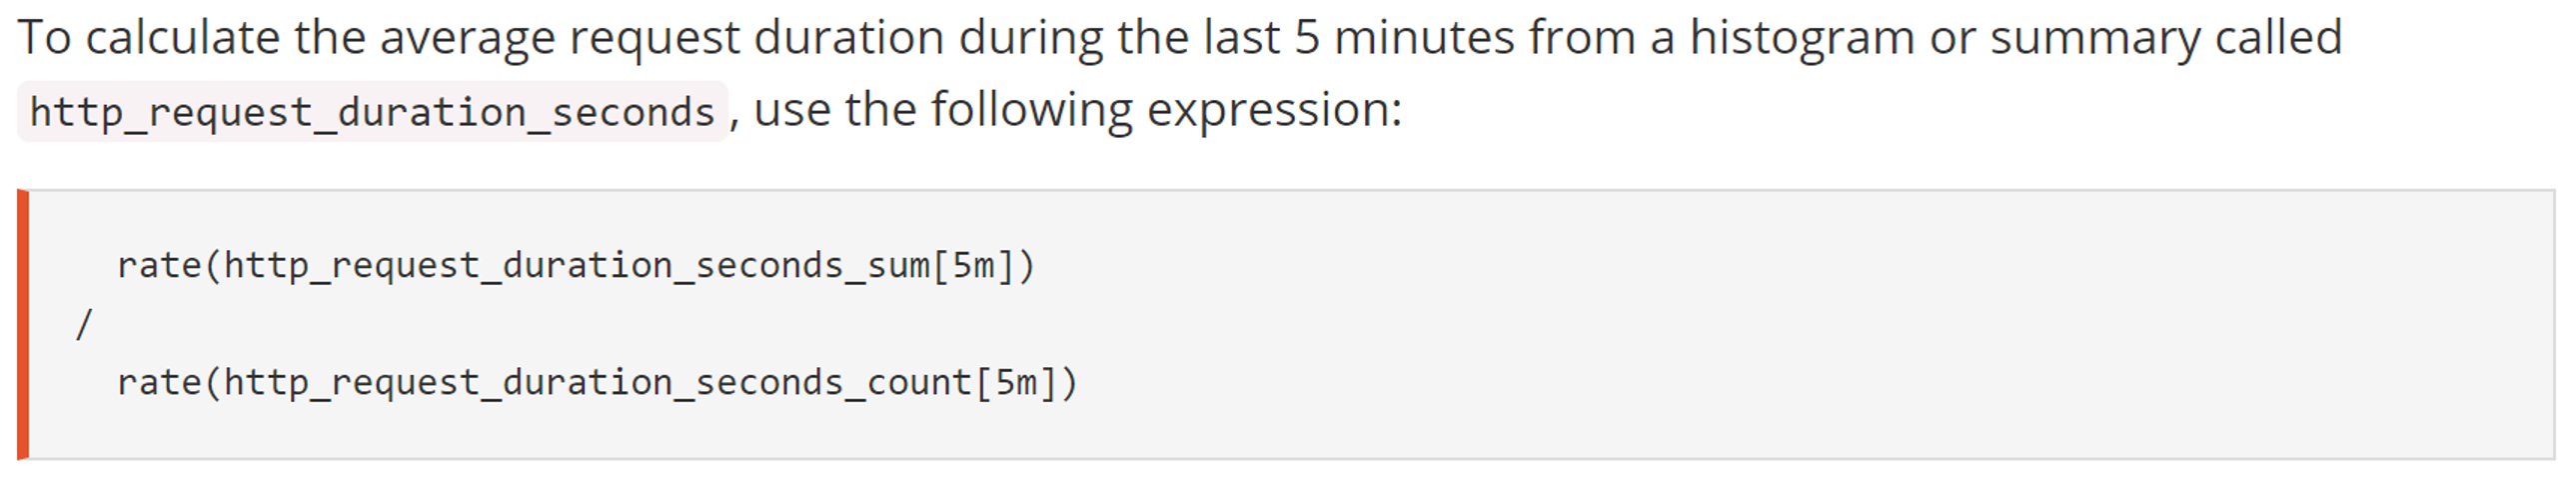 To calculate the average request duration during the last 5 minutes from a histogram or summary called
http_request_duration_seconds, use the following expression:
rate(http_request_duration_seconds_sum[5m])
/
rate(http_request_duration_seconds_count[5m])